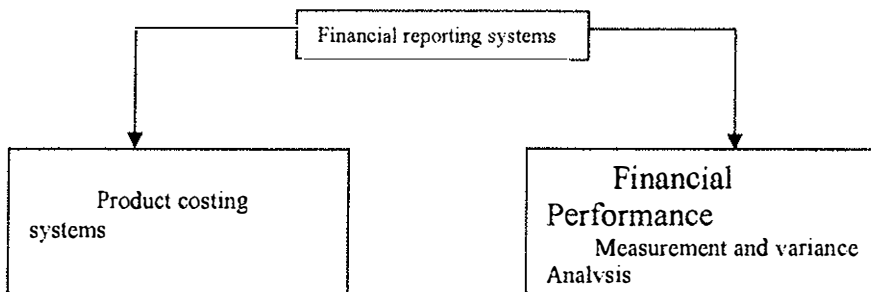 Financial reporting systems
Product costing
systems
Financial
Performance
Measurement and variance
Analysis